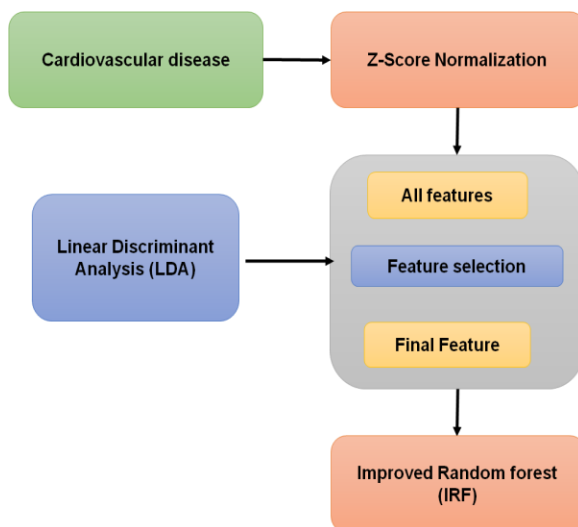 Cardiovascular disease
Z-Score Normalization
All features
Linear Discriminant
Analysis (LDA)
Feature selection
Final Feature
Improved Random forest
(IRF)